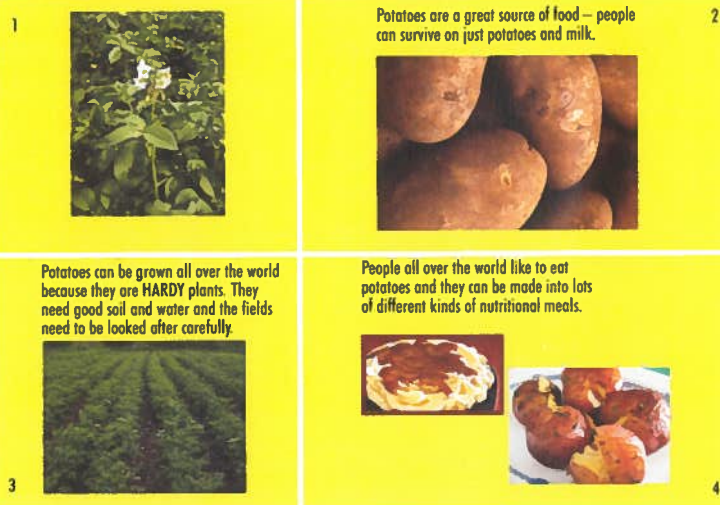 1
Potatoes are a great source of food – people
can survive on just potatoes and milk.
2
Potatoes can be grown all over the world
because they are HARDY plants. They
need good soil and water and the fields
need to be looked after carefully.
3
People all over the world like to eat
potatoes and they can be made into lots
of different kinds of nutritional meals.
4